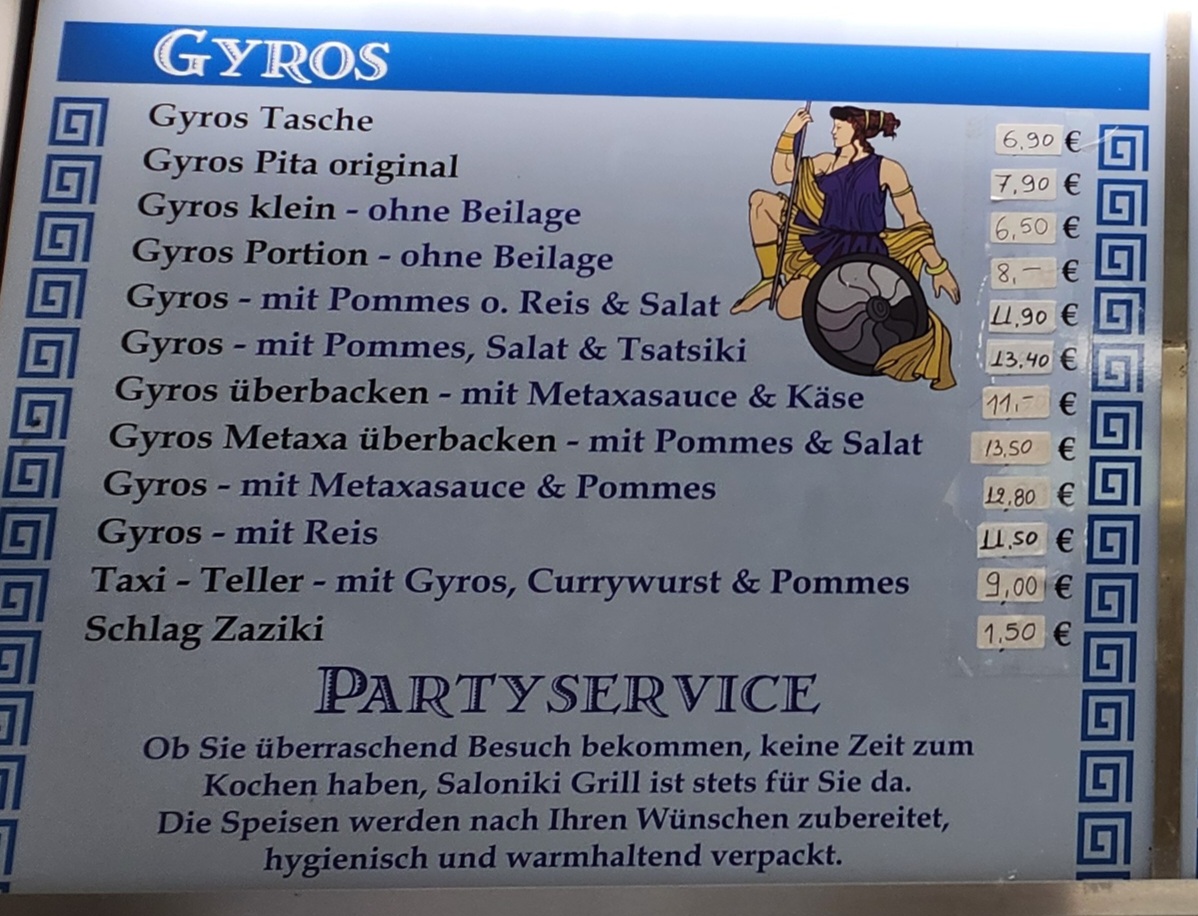 GYROS
Gyros Tasche 6,90 €
Gyros Pita original 7,90 €
Gyros klein - ohne Beilage 6,50 €
Gyros Portion - ohne Beilage 8,- €
Gyros - mit Pommes o. Reis & Salat 11,90 €
Gyros - mit Pommes, Salat & Tsatsiki 13.40 €
Gyros überbacken - mit Metaxasauce & Käse 11,- €
Gyros Metaxa überbacken - mit Pommes & Salat 13,50 €
Gyros - mit Metaxasauce & Pommes 12.80 €
Gyros - mit Reis 11,50 €
Taxi - Teller - mit Gyros, Currywurst & Pommes 9,00 €
Schlag Zaziki 1,50 €
PARTYSERVICE
Ob Sie überraschend Besuch bekommen, keine Zeit zum
Kochen haben, Saloniki Grill ist stets für Sie da.
Die Speisen werden nach Ihren Wünschen zubereitet,
hygienisch und warmhaltend verpackt.